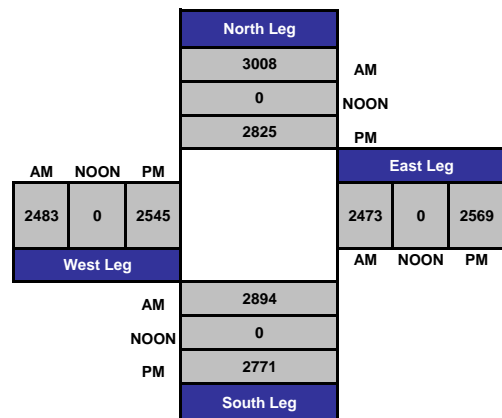 North Leg
3008 AM
0 NOON
2825 PM
AM NOON PM
East Leg
2483 0 2545
2473 0 2569
West Leg
AM NOON PM
AM 2894
NOON 0
PM 2771
South Leg